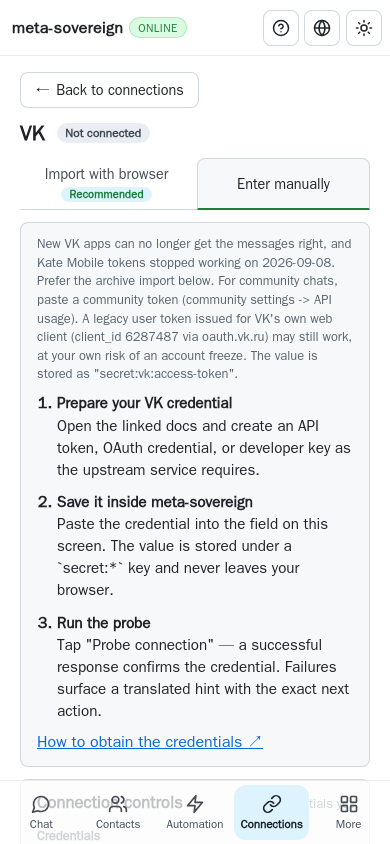 meta-sovereign ONLINE
← Back to connections
VK Not connected
Import with browser
Recommended
Enter manually
New VK apps can no longer get the messages right, and
Kate Mobile tokens stopped working on 2026-09-08.
Prefer the archive import below. For community chats,
paste a community token (community settings -> API
usage). A legacy user token issued for VK's own web
client (client_id 6287487 via oauth.vk.ru) may still work,
at your own risk of an account freeze. The value is
stored as "secret:vk:access-token".
1. Prepare your VK credential
Open the linked docs and create an API
token, OAuth credential, or developer key as
the upstream service requires.
2. Save it inside meta-sovereign
Paste the credential into the field on this
screen. The value is stored under a
`secret:*` key and never leaves your
browser.
3. Run the probe
Tap "Probe connection" — a successful
response confirms the credential. Failures
surface a translated hint with the exact next
action.
How to obtain the credentials ↗
Connection controls
Chat Contacts Automation Connections More
Credentials